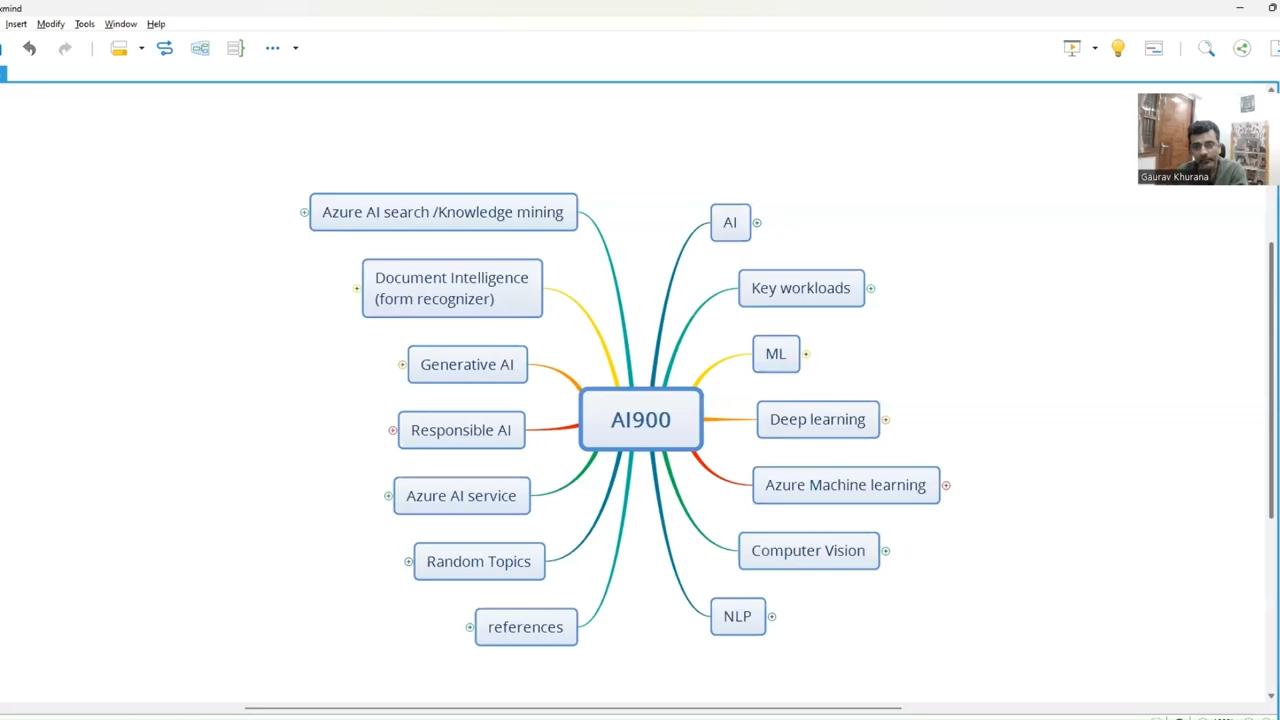 xmind
Insert Modify Tools Window Help
Gaurav Khurana
Azure AI search /Knowledge mining
Document Intelligence
(form recognizer)
Generative AI
Responsible AI
Azure AI service
Random Topics
references
AI900
AI
Key workloads
ML
Deep learning
Azure Machine learning
Computer Vision
NLP